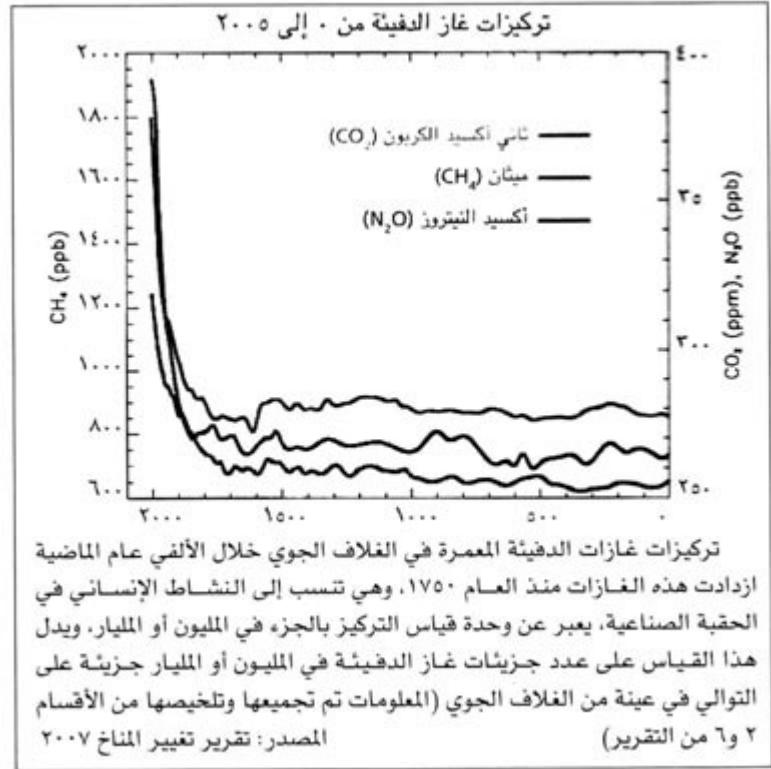 تركيزات غاز الدفيئة من ٠ إلى ٢٠٠٥
٢٠٠٠
١٨٠٠
١٦٠٠
١٤٠٠
١٢٠٠
١٠٠٠
٨٠٠
٦٠٠
CH₄ (ppb)
ثاني أكسيد الكربون (CO₂)
ميثان (CH₄)
أكسيد النيتروز (N₂O)
٤٠٠
٣٥٠
٣٠٠
٢٥٠
CO₂ (ppm), N₂O (ppb)
٢٠٠٠ ١٥٠٠ ١٠٠٠ ٥٠٠ ٠
تركيزات غازات الدفيئة المعمرة في الغلاف الجوي خلال الألفي عام الماضية
ازدادت هذه الغازات منذ العام ١٧٥٠، وهي تنسب إلى النشاط الإنساني في
الحقبة الصناعية، يعبر عن وحدة قياس التركيز بالجزء في المليون أو المليار، ويدل
هذا القياس على عدد جزيئات غاز الدفيئة في المليون أو المليار جزيئة على
التوالي في عينة من الغلاف الجوي (المعلومات تم تجميعها وتلخيصها من الأقسام
٢ و٦ من التقرير) المصدر: تقرير تغيير المناخ ٢٠٠٧